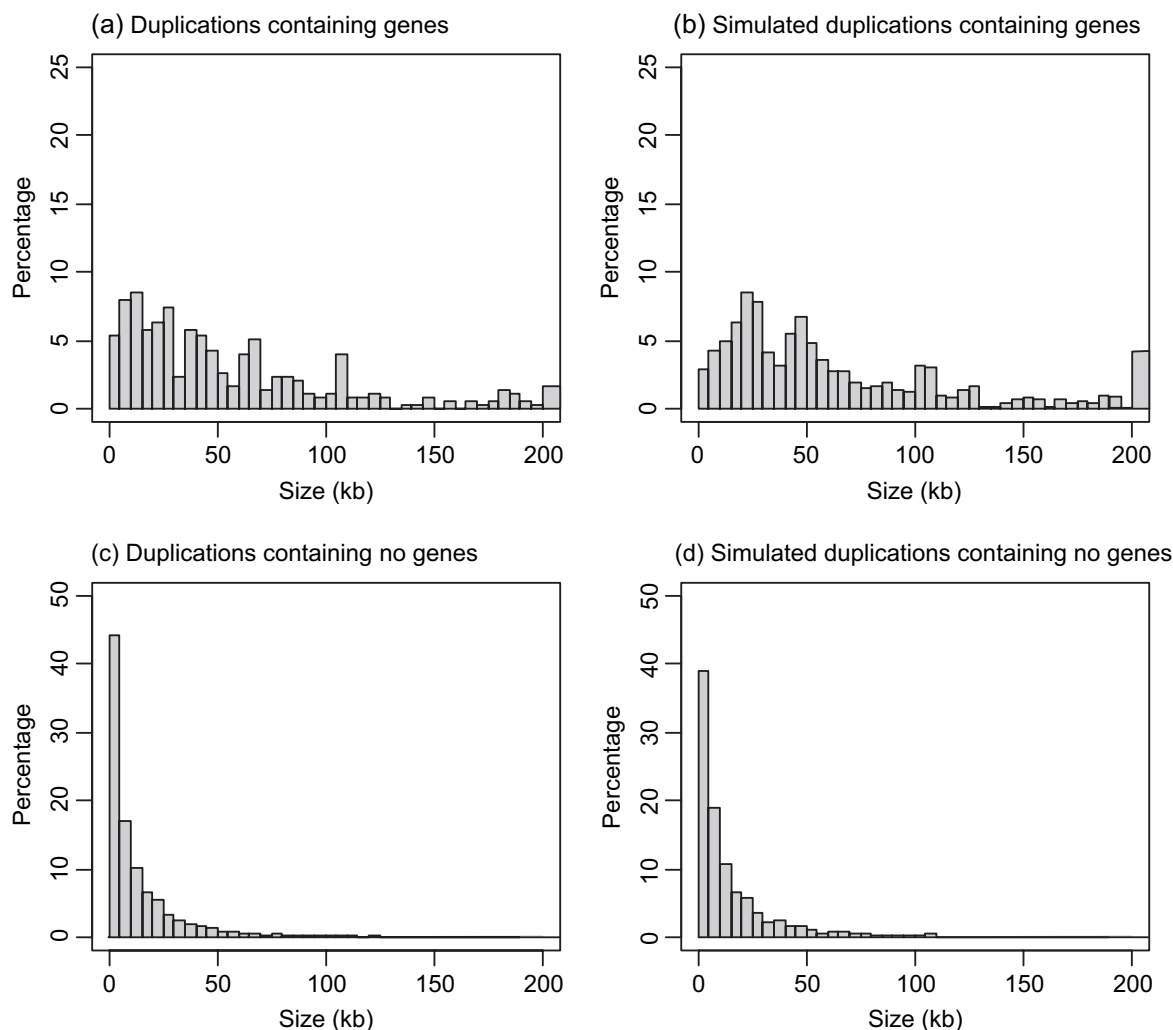 (a) Duplications containing genes
25
20
15
10
5
0
Percentage
0 50 100 150 200
Size (kb)
(b) Simulated duplications containing genes
25
20
15
10
5
0
Percentage
0 50 100 150 200
Size (kb)
(c) Duplications containing no genes
50
40
30
20
10
0
Percentage
0 50 100 150 200
Size (kb)
(d) Simulated duplications containing no genes
50
40
30
20
10
0
Percentage
0 50 100 150 200
Size (kb)